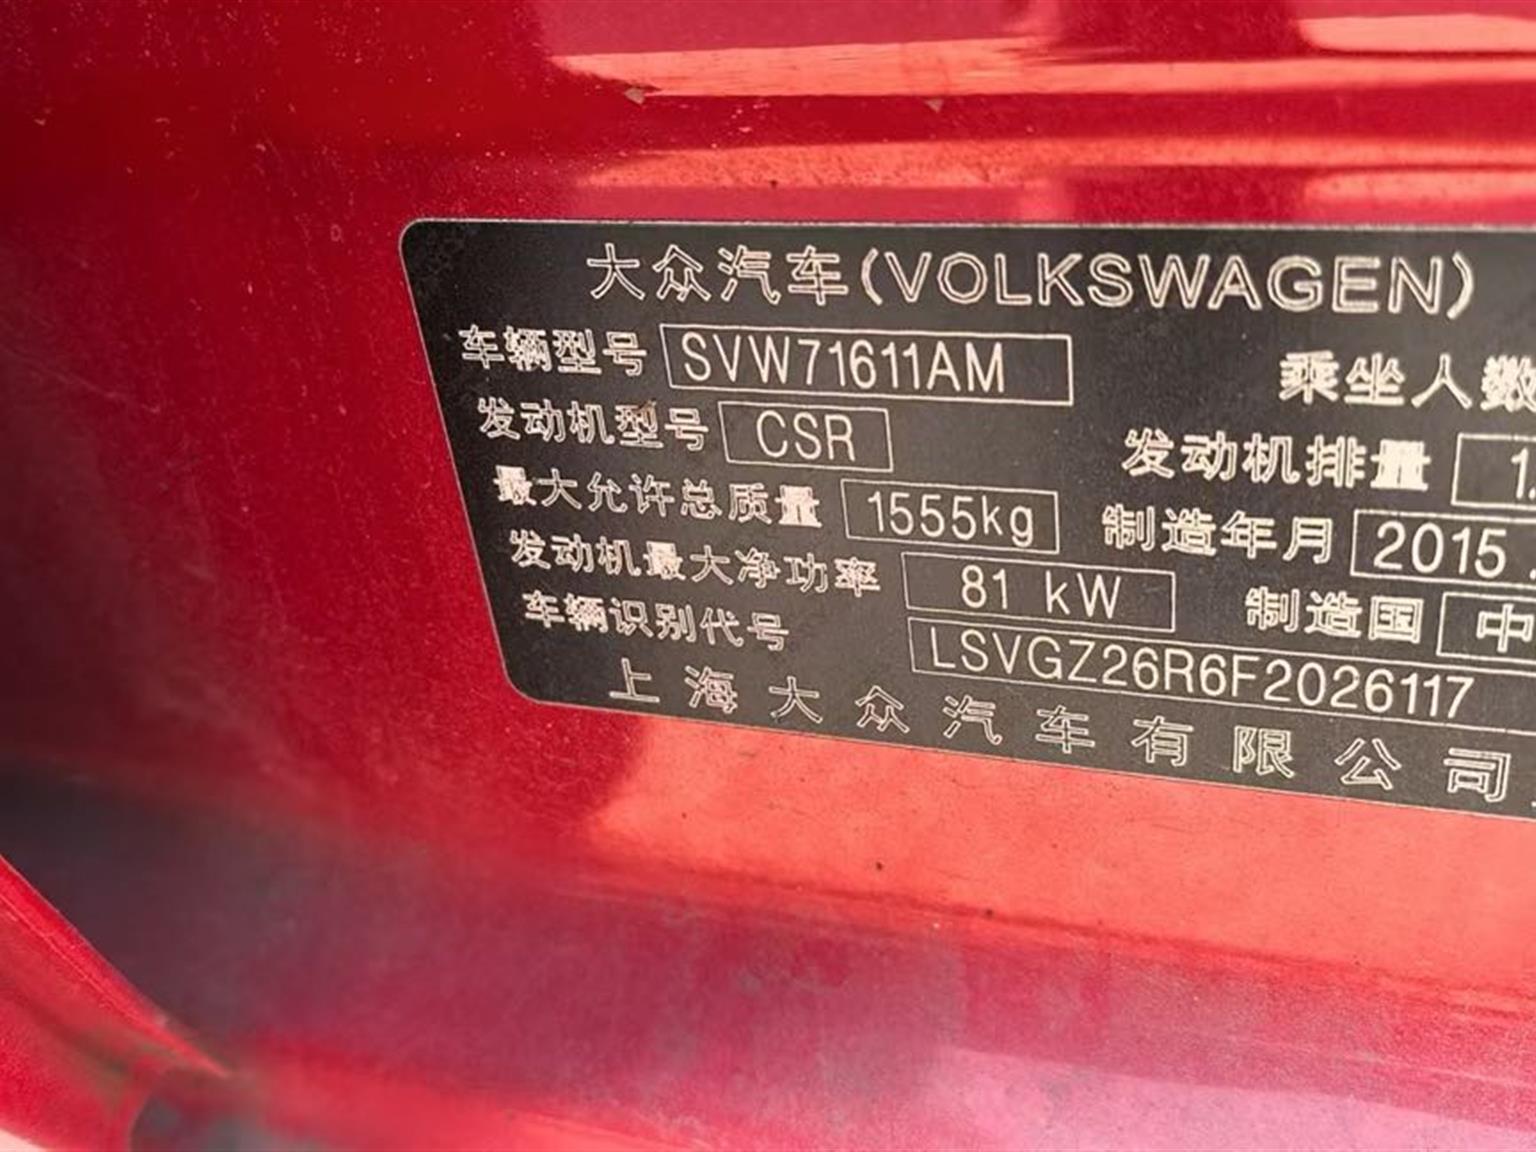 大众汽车(VOLKSWAGEN)
车辆型号 SVW71611AM 乘坐人数
发动机型号 CSR 发动机排量 1.
最大允许总质量 1555kg 制造年月 2015 .
发动机最大净功率 81 kW 制造国 中
车辆识别代号 LSVGZ26R6F2026117
上海大众汽车有限公司